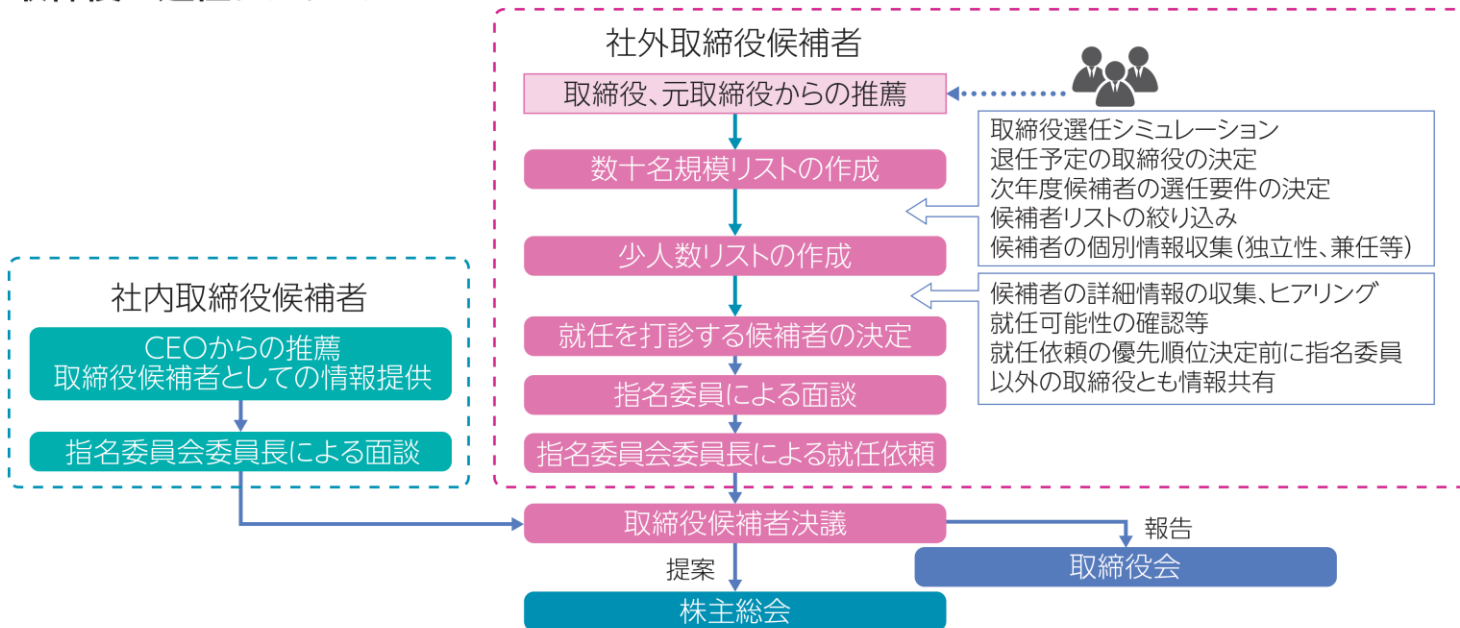 社外取締役候補者
取締役、元取締役からの推薦
数十名規模リストの作成
取締役選任シミュレーション
退任予定の取締役の決定
次年度候補者の選任要件の決定
候補者リストの絞り込み
候補者の個別情報収集(独立性、兼任等)
少人数リストの作成
候補者の詳細情報の収集、ヒアリング
就任可能性の確認等
就任依頼の優先順位決定前に指名委員
以外の取締役とも情報共有
就任を打診する候補者の決定
指名委員による面談
指名委員会委員長による就任依頼
社内取締役候補者
CEOからの推薦
取締役候補者としての情報提供
指名委員会委員長による面談
取締役候補者決議
報告
取締役会
提案
株主総会